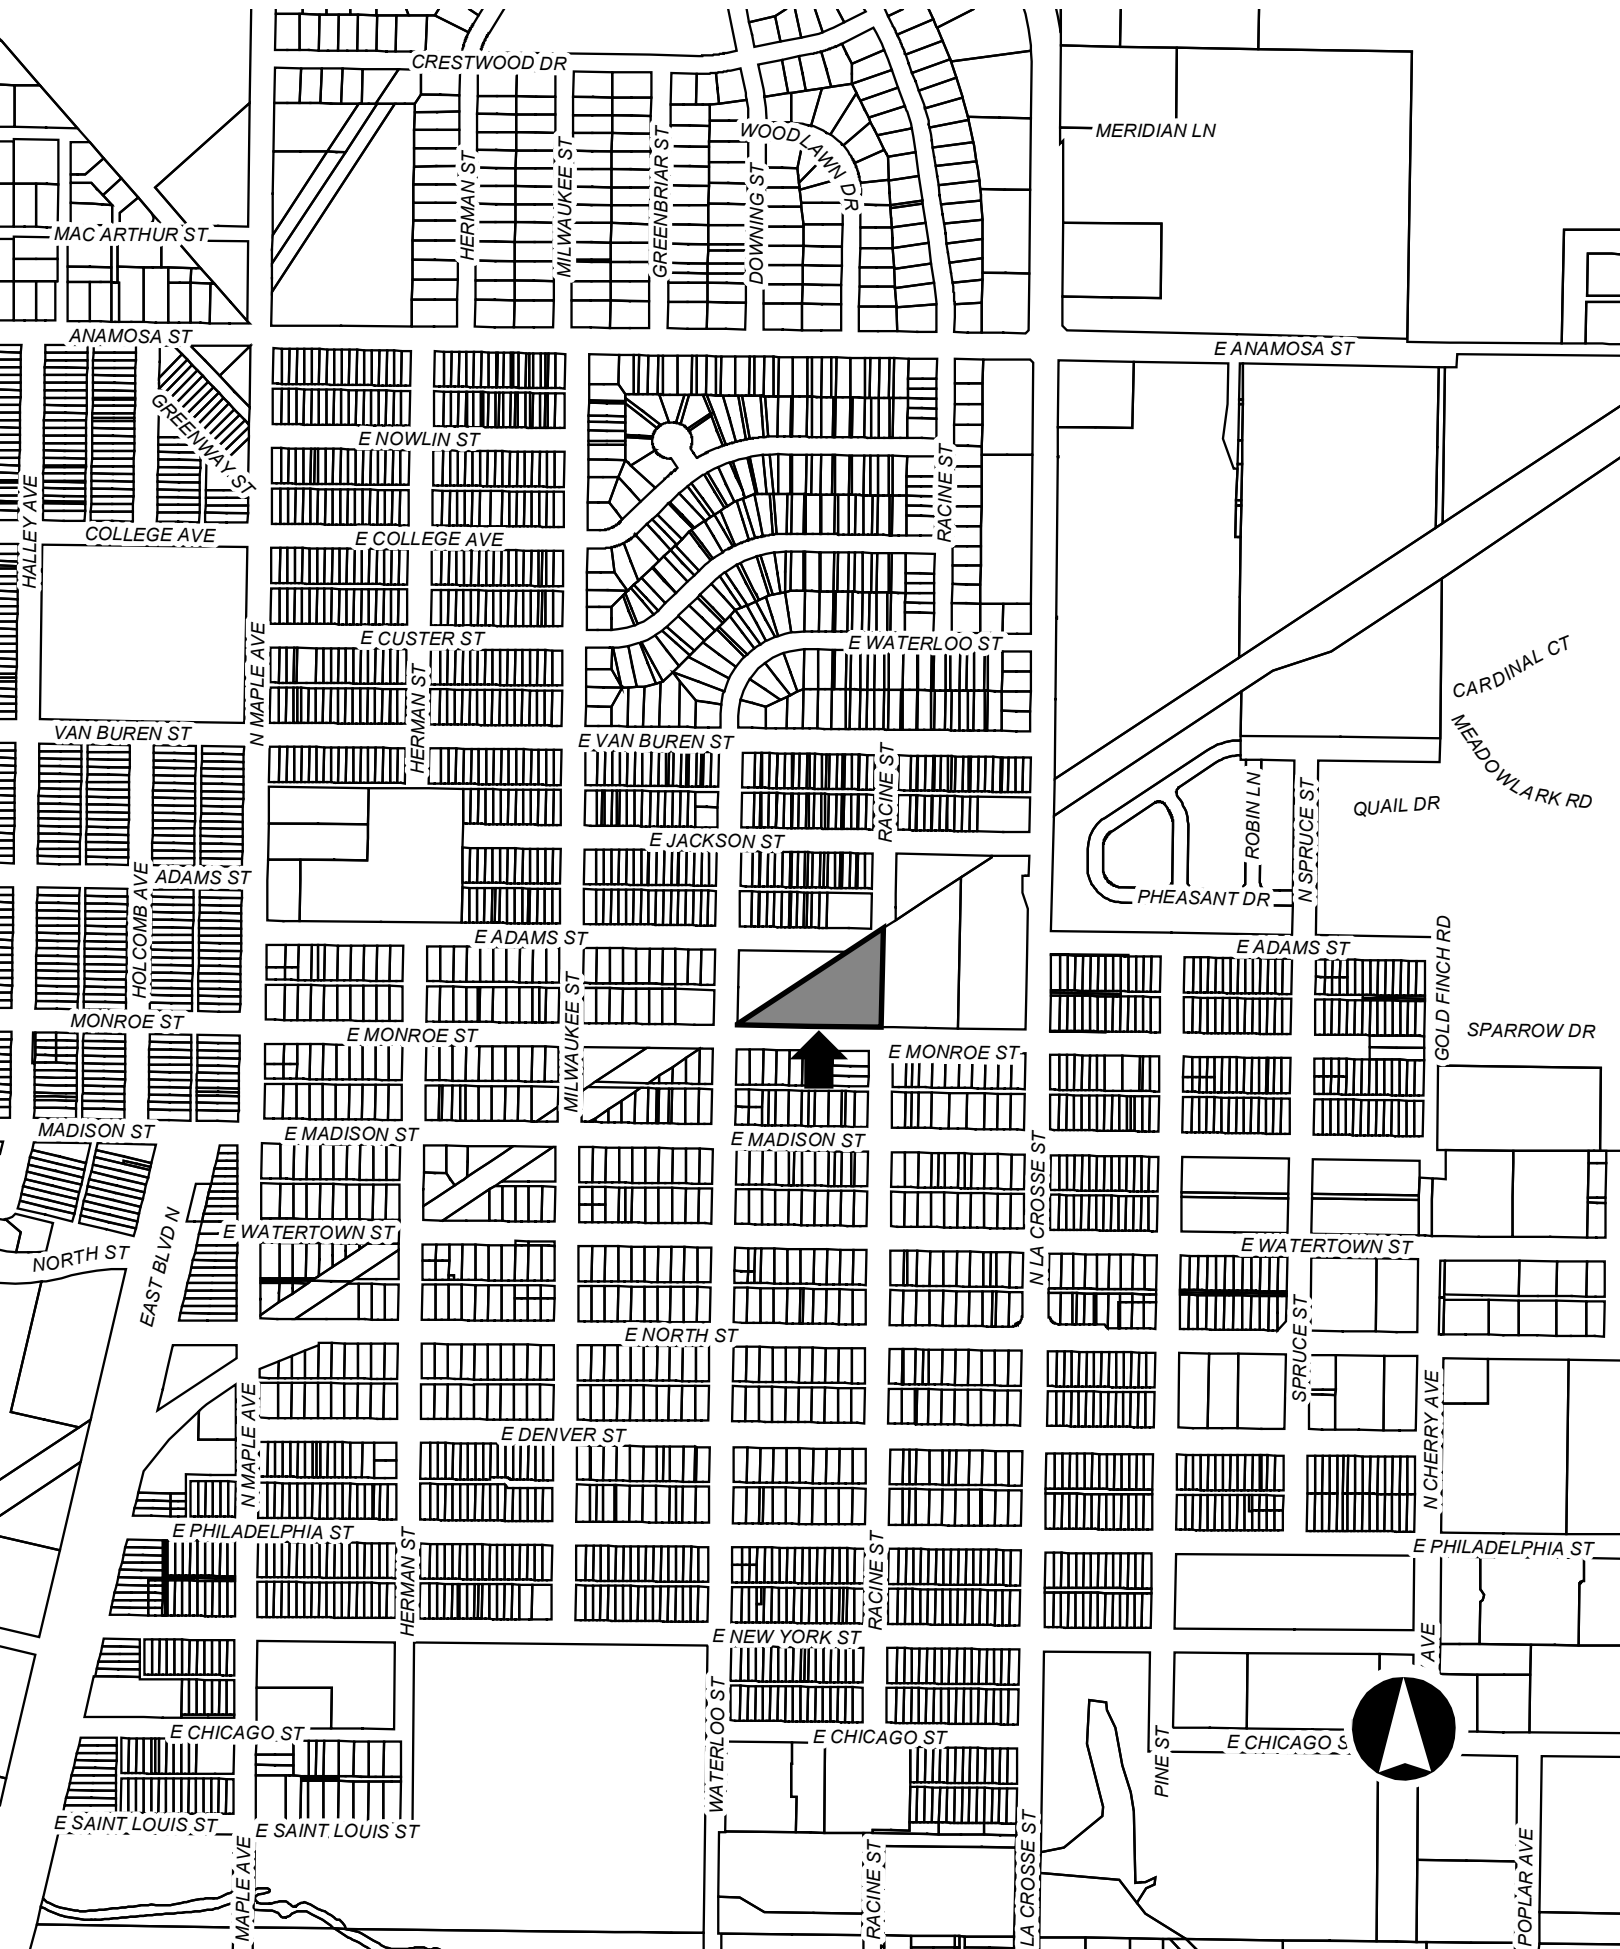 CRESTWOOD DR
MERIDIAN LN
WOODLAWN DR
HERMAN ST
MILWAUKEE ST
GREENBRIAR ST
DOWNING ST
MAC ARTHUR ST
ANAMOSA ST
E ANAMOSA ST
GREENWAY ST
E NOWLIN ST
RACINE ST
HALLEY AVE
COLLEGE AVE
E COLLEGE AVE
N MAPLE AVE
E CUSTER ST
E WATERLOO ST
CARDINAL CT
HERMAN ST
VAN BUREN ST
E VAN BUREN ST
MEADOWLARK RD
RACINE ST
ROBIN LN
N SPRUCE ST
QUAIL DR
E JACKSON ST
HOLCOMB AVE
ADAMS ST
PHEASANT DR
E ADAMS ST
E ADAMS ST
GOLD FINCH RD
MILWAUKEE ST
MONROE ST
E MONROE ST
E MONROE ST
SPARROW DR
MADISON ST
E MADISON ST
E MADISON ST
N LA CROSSE ST
EAST BLVD N
E WATERTOWN ST
E WATERTOWN ST
NORTH ST
SPRUCE ST
E NORTH ST
N CHERRY AVE
N MAPLE AVE
E DENVER ST
E PHILADELPHIA ST
E PHILADELPHIA ST
HERMAN ST
RACINE ST
E NEW YORK ST
AVE
WATERLOO ST
E CHICAGO ST
E CHICAGO ST
E CHICAGO S
PINE ST
E SAINT LOUIS ST
E SAINT LOUIS ST
MAPLE AVE
RACINE ST
LA CROSSE ST
POPLAR AVE